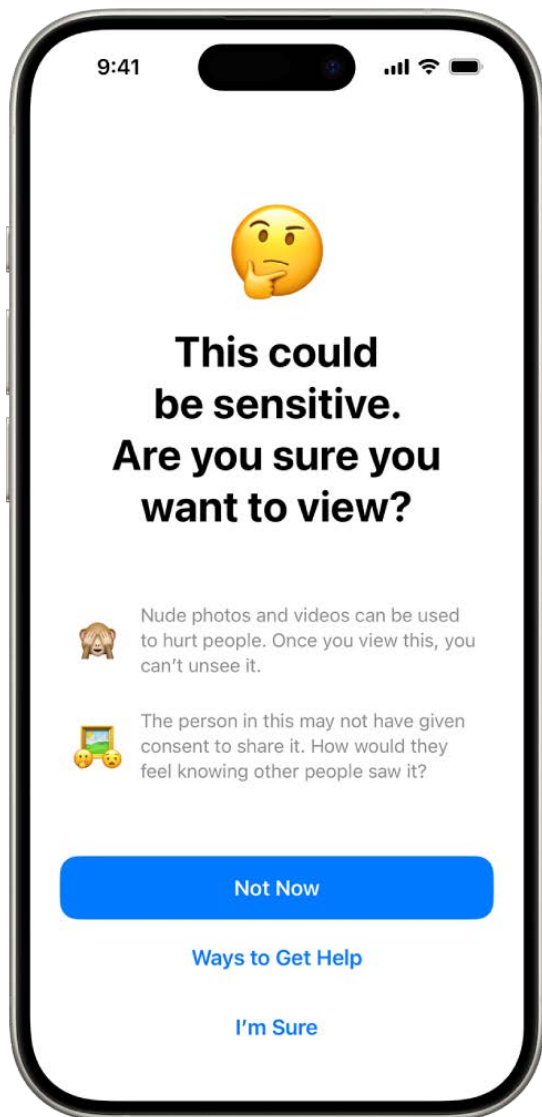 9:41
This could
be sensitive.
Are you sure you
want to view?
Nude photos and videos can be used
to hurt people. Once you view this, you
can’t unsee it.
The person in this may not have given
consent to share it. How would they
feel knowing other people saw it?
Not Now
Ways to Get Help
I’m Sure